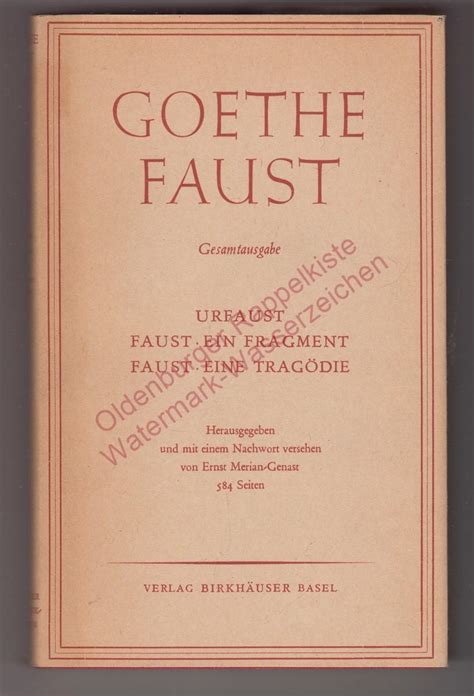 GOETHE
FAUST
Gesamtausgabe
URFAUST
FAUST · EIN FRAGMENT
FAUST · EINE TRAGÖDIE
Herausgegeben
und mit einem Nachwort versehen
von Ernst Merian-Genast
584 Seiten
VERLAG BIRKHÄUSER BASEL
Oldenburger Rappelkiste
Watermark-Wasserzeichen